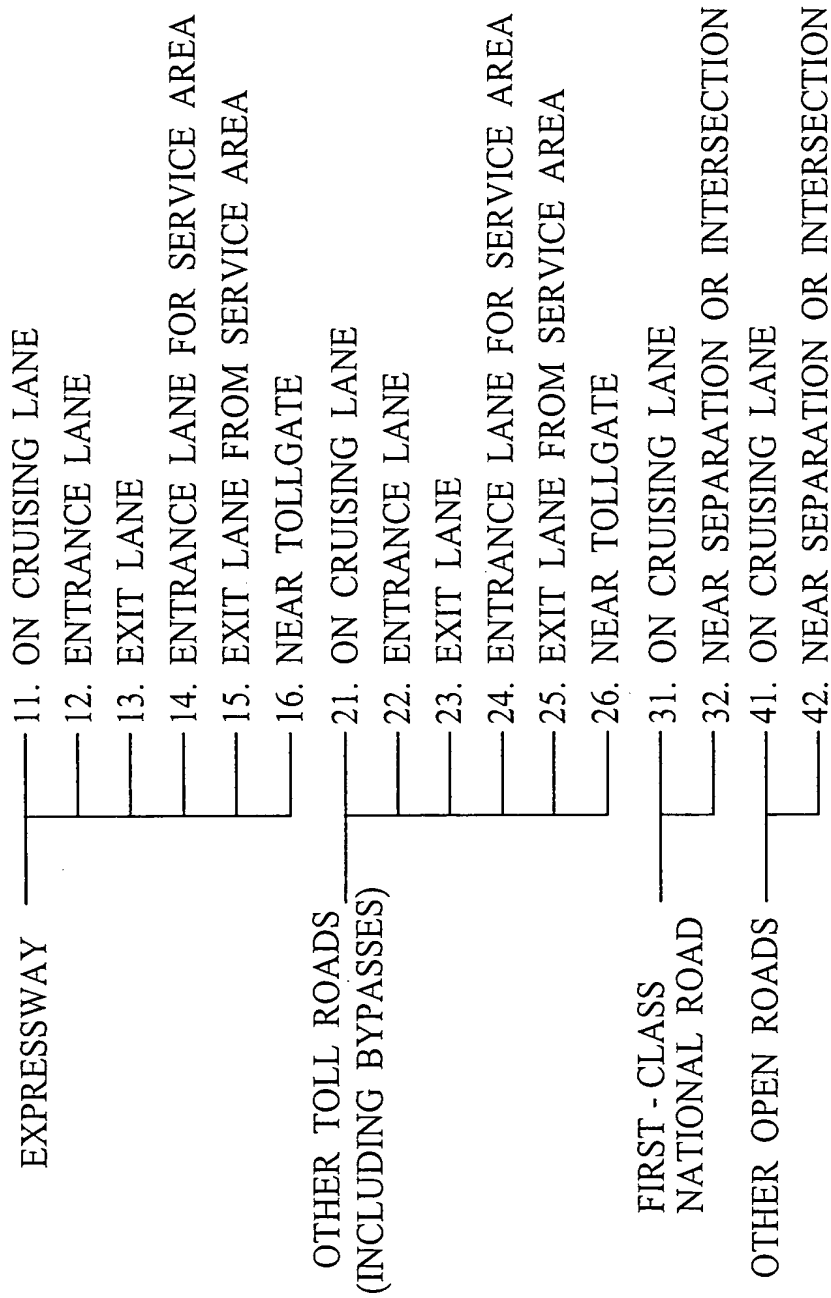 EXPRESSWAY
11. ON CRUISING LANE
12. ENTRANCE LANE
13. EXIT LANE
14. ENTRANCE LANE FOR SERVICE AREA
15. EXIT LANE FROM SERVICE AREA
16. NEAR TOLLGATE
OTHER TOLL ROADS
(INCLUDING BYPASSES)
21. ON CRUISING LANE
22. ENTRANCE LANE
23. EXIT LANE
24. ENTRANCE LANE FOR SERVICE AREA
25. EXIT LANE FROM SERVICE AREA
26. NEAR TOLLGATE
FIRST - CLASS
NATIONAL ROAD
31. ON CRUISING LANE
32. NEAR SEPARATION OR INTERSECTION
OTHER OPEN ROADS
41. ON CRUISING LANE
42. NEAR SEPARATION OR INTERSECTION